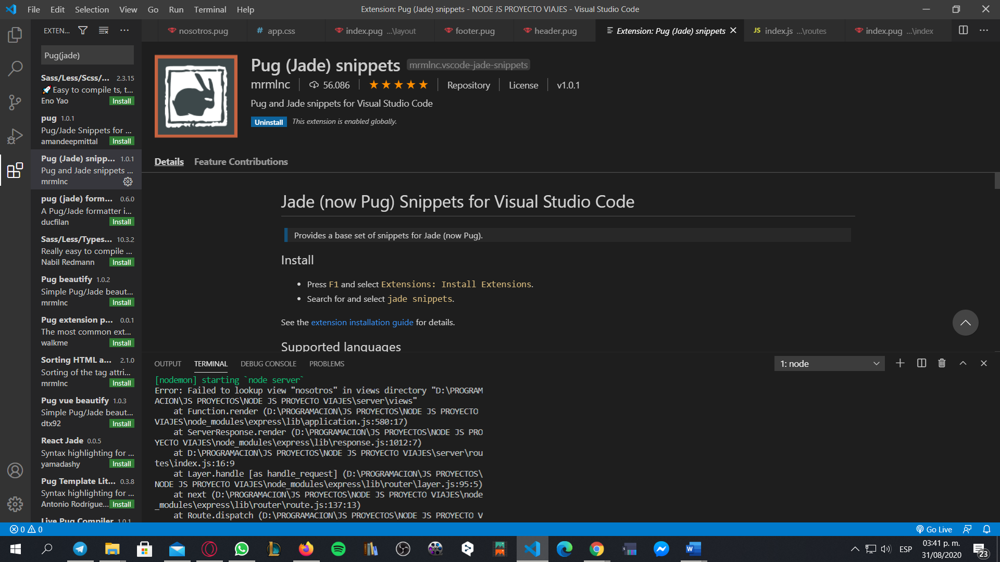 File Edit Selection View Go Run Terminal Help
Extension: Pug (Jade) snippets - NODE JS PROYECTO VIAJES - Visual Studio Code
EXTEN...
nosotros.pug
app.css
index.pug ...\layout
footer.pug
header.pug
Extension: Pug (Jade) snippets
JS index.js ...\routes
index.pug ...\index
Pug(jade)
Sass/Less/Scss/... 2.3.15
Easy to compile ts, t...
Eno Yao Install
pug 1.0.1
Pug/Jade Snippets for ...
amandeepmittal Install
Pug (Jade) snipp... 1.0.1
Pug and Jade snippets ...
mrmlnc
pug (jade) form... 0.6.0
A Pug/Jade formatter i...
ducfilan Install
Sass/Less/Types... 10.3.2
Really easy to compile ...
Nabil Redmann Install
Pug beautify 1.0.2
Simple Pug/Jade beaut...
mrmlnc Install
Pug extension p... 0.0.1
The most common ext...
walkme Install
Sorting HTML a... 2.1.0
Sorting of the tag attri...
mrmlnc Install
Pug vue beautify 1.0.3
Simple Pug/Jade beaut...
dtx92 Install
React Jade 0.0.5
Syntax highlighting for ...
yamadashy Install
Pug Template Lit... 0.3.8
Syntax highlighting for ...
Antonio Rodrígue... Install
Live Pug Compiler 1.0.1
Pug (Jade) snippets mrmlnc.vscode-jade-snippets
mrmlnc 56.086 Repository License v1.0.1
Pug and Jade snippets for Visual Studio Code
Uninstall This extension is enabled globally.
Details Feature Contributions
Jade (now Pug) Snippets for Visual Studio Code
Provides a base set of snippets for Jade (now Pug).
Install
• Press F1 and select Extensions: Install Extensions.
• Search for and select jade snippets.
See the extension installation guide for details.
Supported languages
OUTPUT TERMINAL DEBUG CONSOLE PROBLEMS
1: node
[nodemon] starting `node server`
Error: Failed to lookup view "nosotros" in views directory "D:\PROGRAM
ACION\JS PROYECTOS\NODE JS PROYECTO VIAJES\server\views"
at Function.render (D:\PROGRAMACION\JS PROYECTOS\NODE JS PROYECTO
VIAJES\node_modules\express\lib\application.js:580:17)
at ServerResponse.render (D:\PROGRAMACION\JS PROYECTOS\NODE JS PRO
YECTO VIAJES\node_modules\express\lib\response.js:1012:7)
at D:\PROGRAMACION\JS PROYECTOS\NODE JS PROYECTO VIAJES\server\rou
tes\index.js:16:9
at Layer.handle [as handle_request] (D:\PROGRAMACION\JS PROYECTOS\
NODE JS PROYECTO VIAJES\node_modules\express\lib\router\layer.js:95:5)
at next (D:\PROGRAMACION\JS PROYECTOS\NODE JS PROYECTO VIAJES\node
_modules\express\lib\router\route.js:137:13)
at Route.dispatch (D:\PROGRAMACION\JS PROYECTOS\NODE JS PROYECTO V
0 0
Go Live
ESP
03:41 p. m.
31/08/2020
23